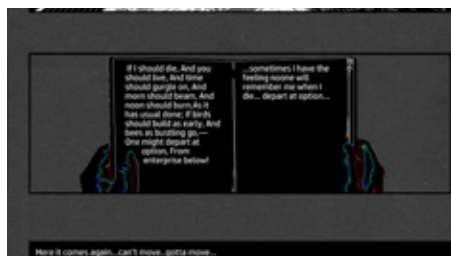 If I should die, And you
should live, And time
should gurgle on, And
morn should beam, And
noon should burn,As it
has usual done; If birds
should build as early, And
bees as bustling go,—
One might depart at
option, From
enterprise below!
...sometimes I have the
feeling noone will
remember me when I
die... depart at option...
Here it comes again...can't move..gotta move...